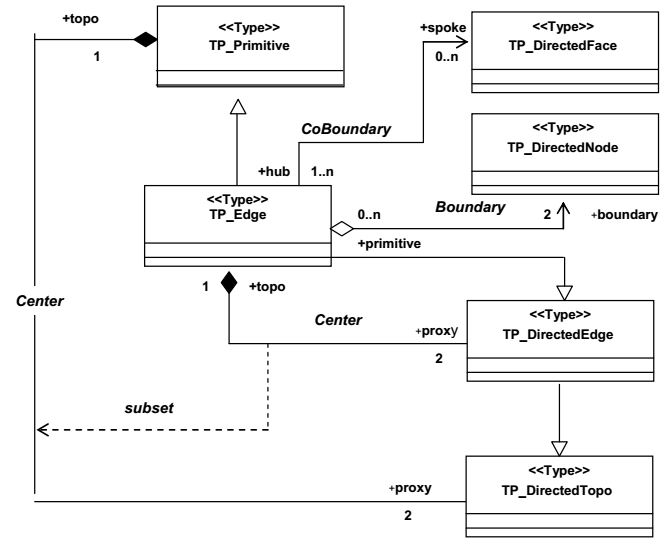 +topo
1
<<Type>>
TP_Primitive
+spoke
0..n
<<Type>>
TP_DirectedFace
CoBoundary
+hub
1..n
<<Type>>
TP_DirectedNode
<<Type>>
TP_Edge
0..n
Boundary
2
+boundary
+primitive
1
+topo
Center
Center
+proxy
2
<<Type>>
TP_DirectedEdge
subset
+proxy
2
<<Type>>
TP_DirectedTopo